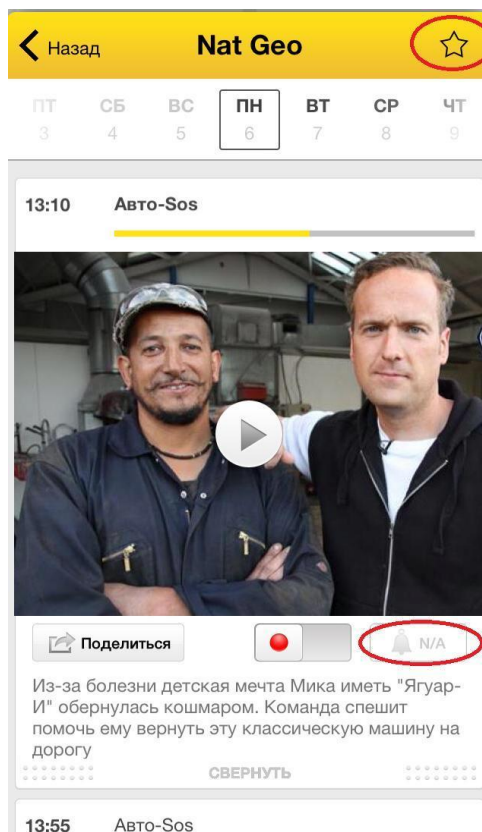 Назад Nat Geo
ПТ СБ ВС ПН ВТ СР ЧТ
3 4 5 6 7 8 9
13:10 Авто-Sos
Поделиться N/A
Из-за болезни детская мечта Мика иметь "Ягуар-
И" обернулась кошмаром. Команда спешит
помочь ему вернуть эту классическую машину на
дорогу
СВЕРНУТЬ
13:55 Авто-Sos